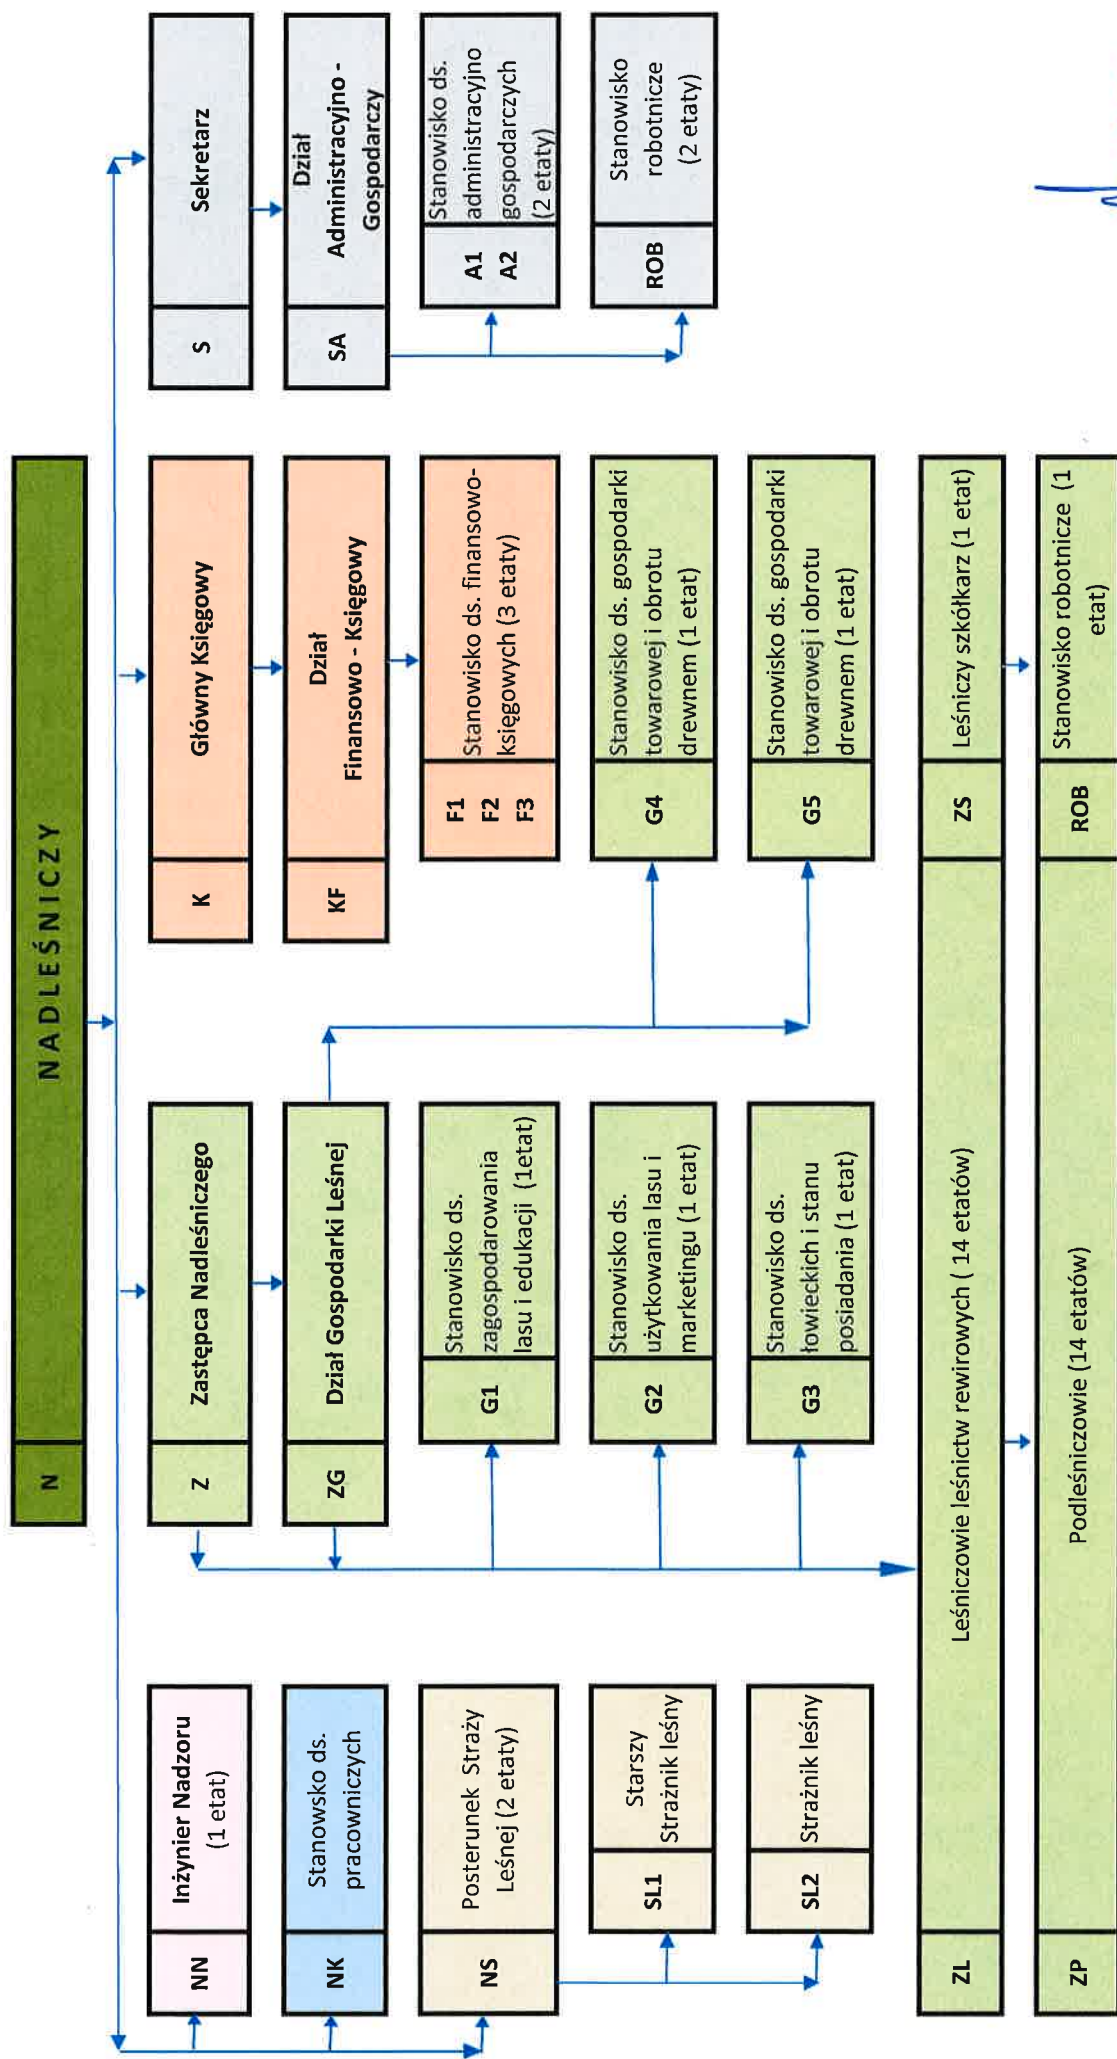 N
NADLEŚNICZY
NN
Inżynier Nadzoru
(1 etat)
NK
Stanowsko ds.
pracowniczych
NS
Posterunek Straży
Leśnej (2 etaty)
SL1
Starszy
Strażnik leśny
SL2
Strażnik leśny
Z
Zastępca Nadleśniczego
ZG
Dział Gospodarki Leśnej
G1
Stanowisko ds.
zagospodarowania
lasu i edukacji (1etat)
G2
Stanowisko ds.
użytkowania lasu i
marketingu (1 etat)
G3
Stanowisko ds.
łowieckich i stanu
posiadania (1 etat)
K
Główny Księgowy
KF
Dział
Finansowo - Księgowy
F1
F2
F3
Stanowisko ds. finansowo-
księgowych (3 etaty)
G4
Stanowisko ds. gospodarki
towarowej i obrotu
drewnem (1 etat)
G5
Stanowisko ds. gospodarki
towarowej i obrotu
drewnem (1 etat)
S
Sekretarz
SA
Dział
Administracyjno -
Gospodarczy
A1
A2
Stanowisko ds.
administracyjno
gospodarczych
(2 etaty)
ROB
Stanowisko
robotnicze
(2 etaty)
ZL
Leśniczowie leśnictw rewirowych ( 14 etatów)
ZS
Leśniczy szkółkarz (1 etat)
ZP
Podleśniczowie (14 etatów)
ROB
Stanowisko robotnicze (1
etat)